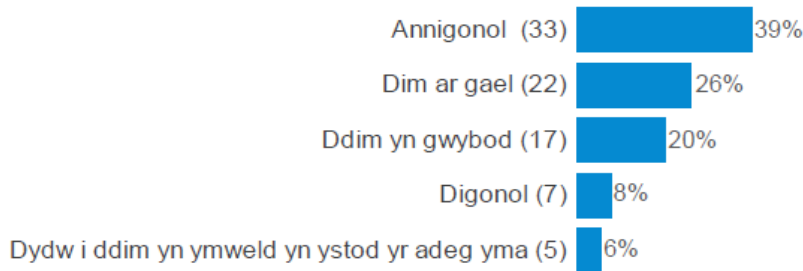 Annigonol (33) 39%
Dim ar gael (22) 26%
Ddim yn gwybod (17) 20%
Digonol (7) 8%
Dydw i ddim yn ymweld yn ystod yr adeg yma (5) 6%